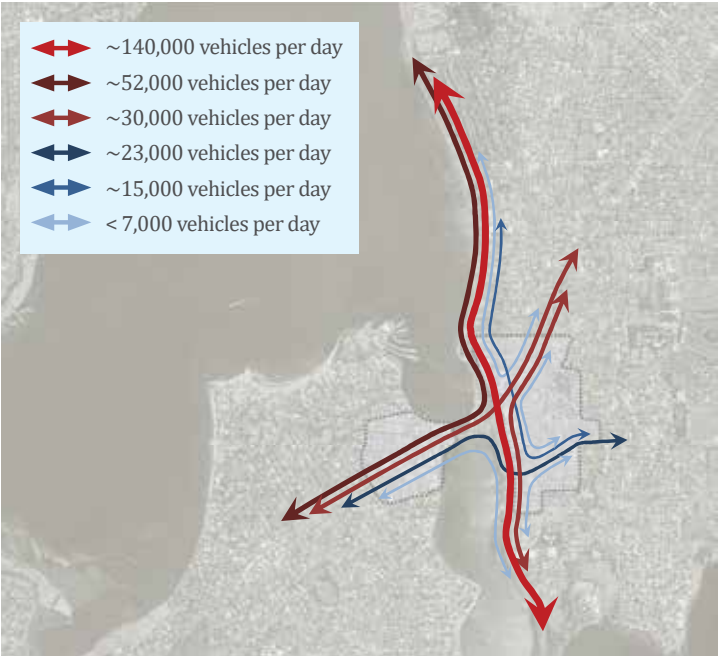 ~140,000 vehicles per day
~52,000 vehicles per day
~30,000 vehicles per day
~23,000 vehicles per day
~15,000 vehicles per day
< 7,000 vehicles per day